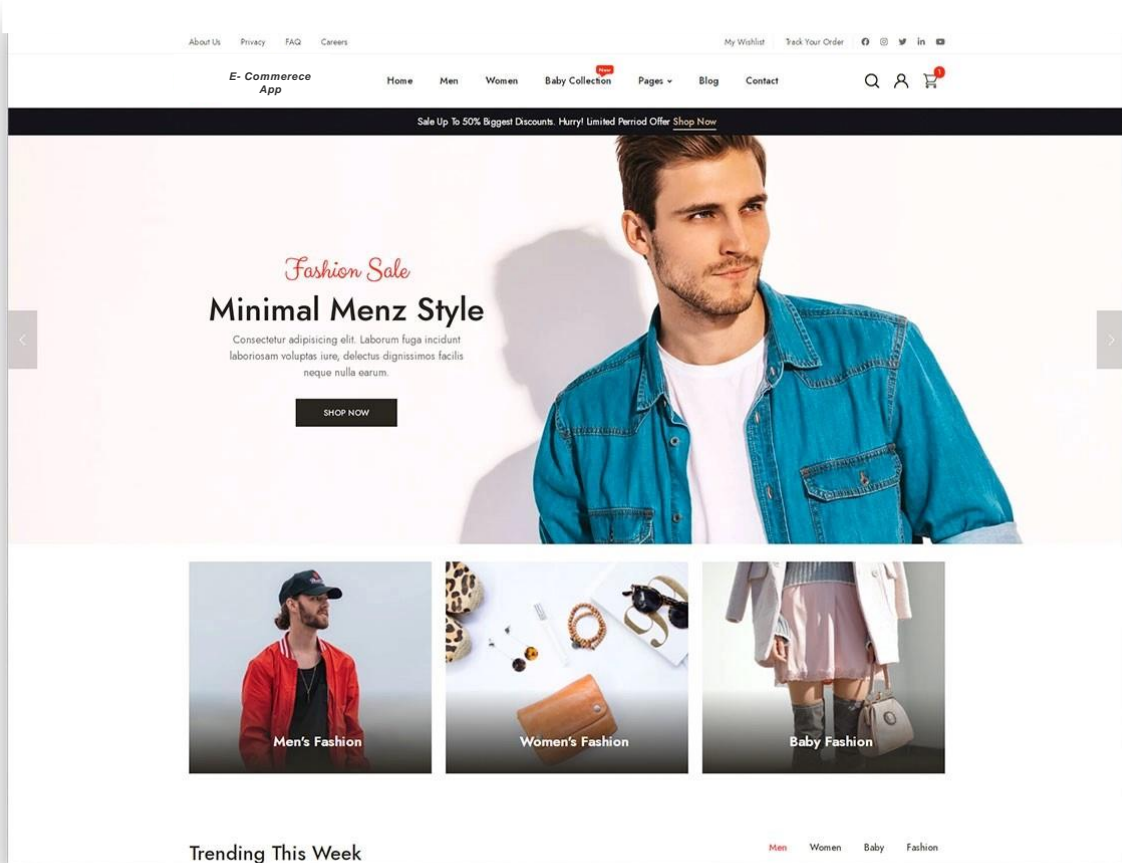 About Us Privacy FAQ Careers My Wishlist Track Your Order
E- Commerece
App
Home Men Women Baby Collection New Pages Blog Contact 1
Sale Up To 50% Biggest Discounts. Hurry! Limited Perriod Offer Shop Now
Fashion Sale
Minimal Menz Style
Consectetur adipisicing elit. Laborum fuga incidunt
laboriosam voluptas iure, delectus dignissimos facilis
neque nulla earum.
SHOP NOW
Men's Fashion Women's Fashion Baby Fashion
Trending This Week Men Women Baby Fashion